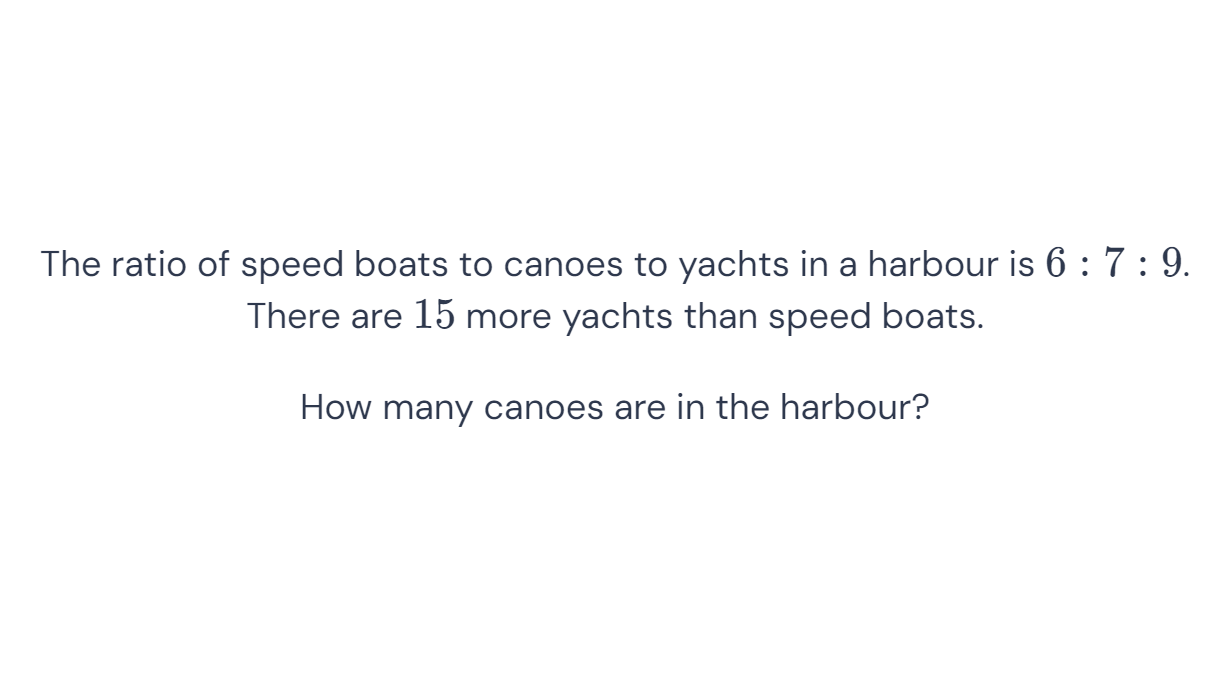 The ratio of speed boats to canoes to yachts in a harbour is 6 : 7 : 9.
There are 15 more yachts than speed boats.
How many canoes are in the harbour?